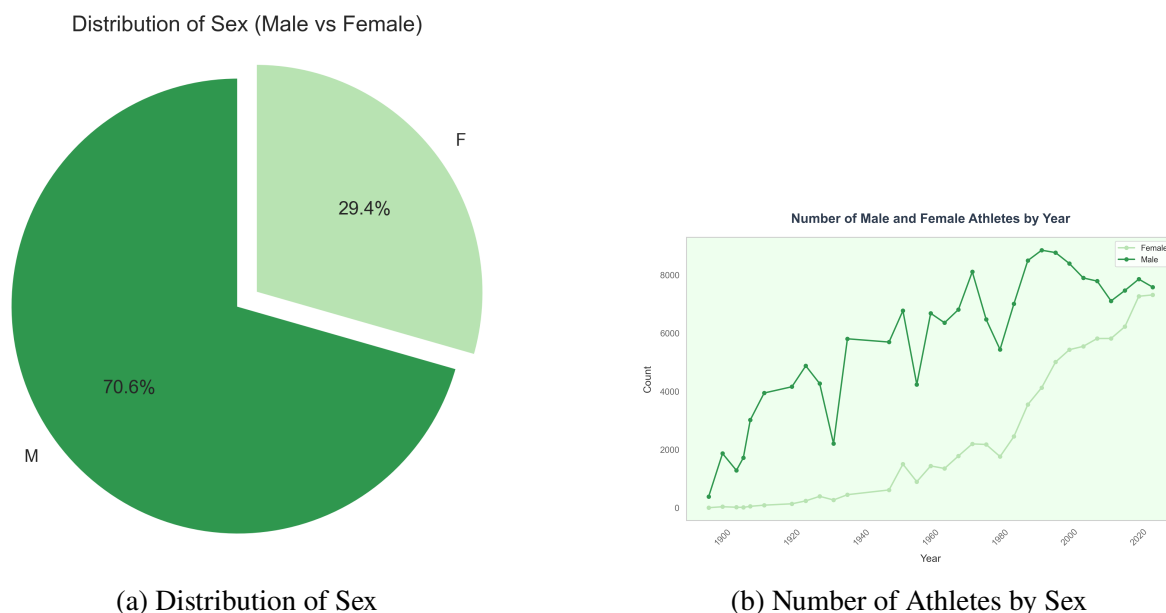 Distribution of Sex (Male vs Female)
F
29.4%
70.6%
M
(a) Distribution of Sex
Number of Male and Female Athletes by Year
Female
Male
8000
6000
4000
2000
0
Count
1900
1920
1940
1960
1980
2000
2020
Year
(b) Number of Athletes by Sex